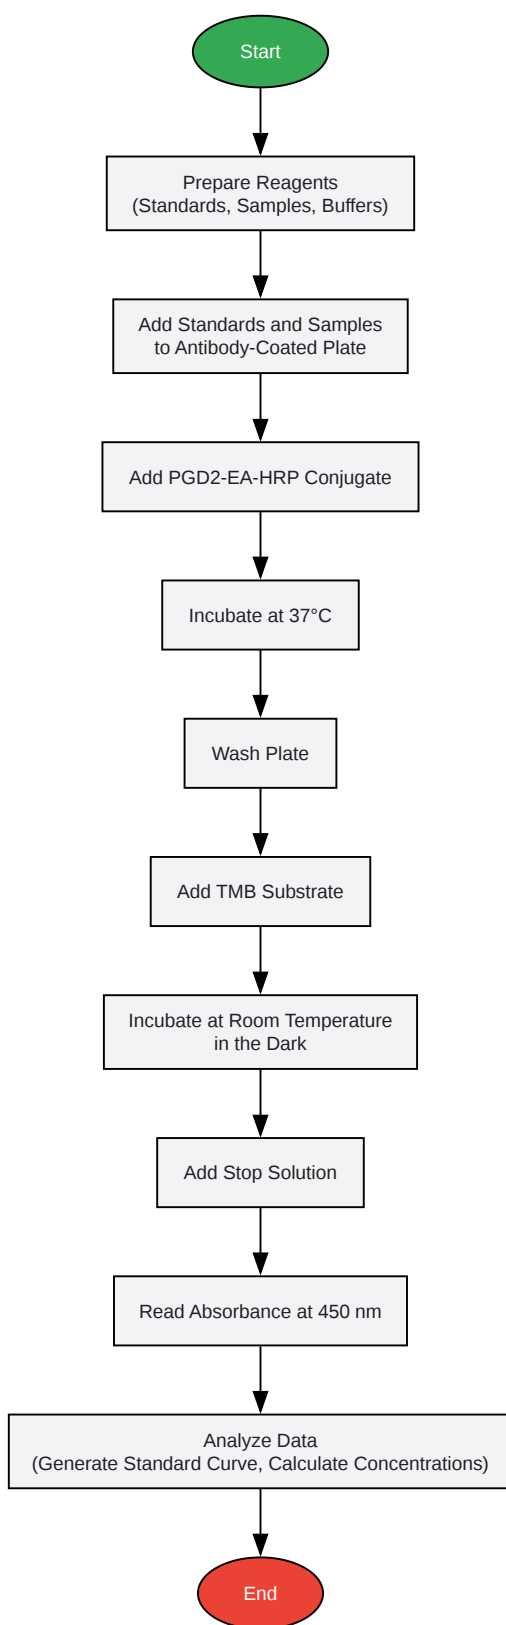 Start
Prepare Reagents
(Standards, Samples, Buffers)
Add Standards and Samples
to Antibody-Coated Plate
Add PGD2-EA-HRP Conjugate
Incubate at 37°C
Wash Plate
Add TMB Substrate
Incubate at Room Temperature
in the Dark
Add Stop Solution
Read Absorbance at 450 nm
Analyze Data
(Generate Standard Curve, Calculate Concentrations)
End